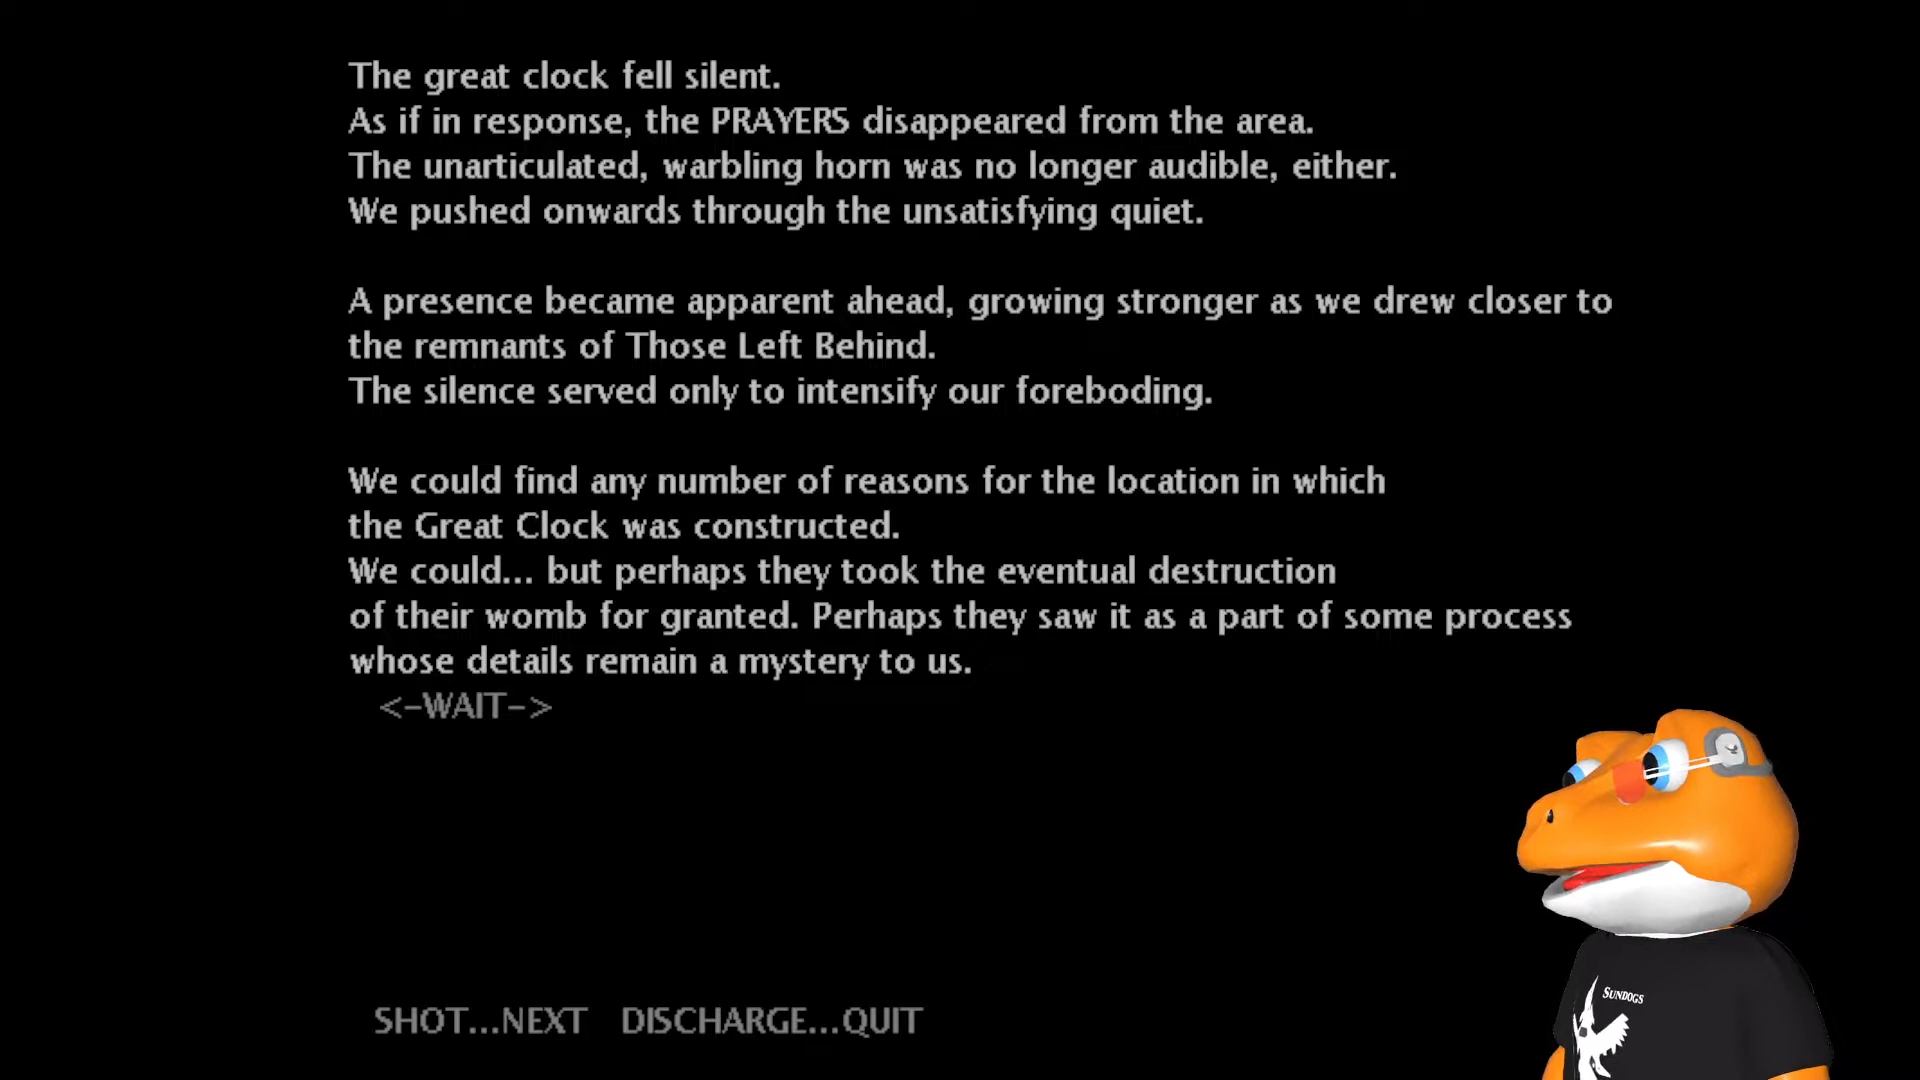 The great clock fell silent.
As if in response, the PRAYERS disappeared from the area.
The unarticulated, warbling horn was no longer audible, either.
We pushed onwards through the unsatisfying quiet.
A presence became apparent ahead, growing stronger as we drew closer to
the remnants of Those Left Behind.
The silence served only to intensify our foreboding.
We could find any number of reasons for the location in which
the Great Clock was constructed.
We could... but perhaps they took the eventual destruction
of their womb for granted. Perhaps they saw it as a part of some process
whose details remain a mystery to us.
<-WAIT->
SHOT...NEXT DISCHARGE...QUIT
SUNDOGS